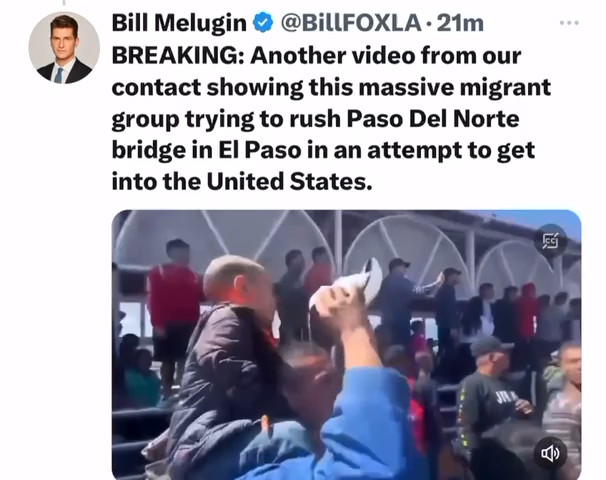 Bill Melugin @BillFOXLA · 21m
BREAKING: Another video from our
contact showing this massive migrant
group trying to rush Paso Del Norte
bridge in El Paso in an attempt to get
into the United States.
CC